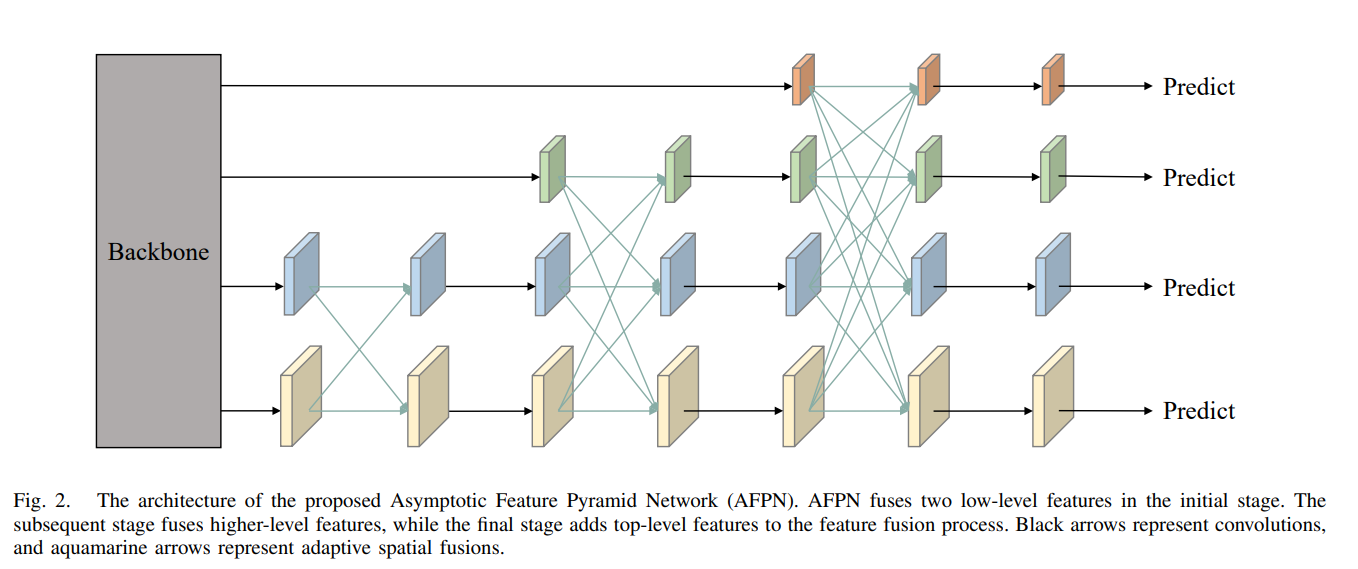 Predict
Predict
Backbone
Predict
Predict
Fig. 2. The architecture of the proposed Asymptotic Feature Pyramid Network (AFPN). AFPN fuses two low-level features in the initial stage. The
subsequent stage fuses higher-level features, while the final stage adds top-level features to the feature fusion process. Black arrows represent convolutions,
and aquamarine arrows represent adaptive spatial fusions.